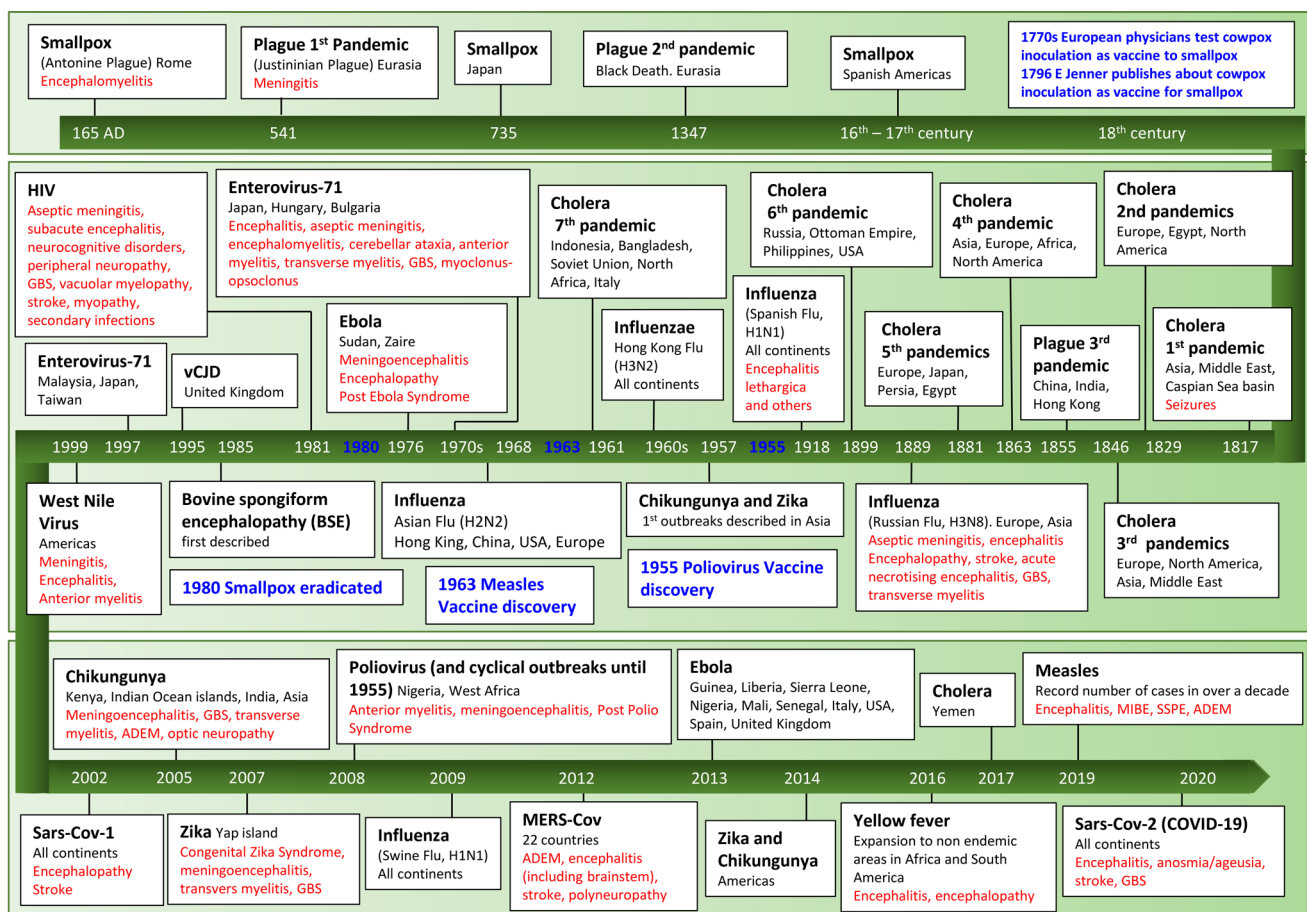 Smallpox
(Antonine Plague) Rome
Encephalomyelitis
Plague 1st Pandemic
(Justininian Plague) Eurasia
Meningitis
Smallpox
Japan
Plague 2nd pandemic
Black Death. Eurasia
Smallpox
Spanish Americas
1770s European physicians test cowpox
inoculation as vaccine to smallpox
1796 E Jenner publishes about cowpox
inoculation as vaccine for smallpox
165 AD 541 735 1347 16th – 17th century 18th century
HIV
Aseptic meningitis,
subacute encephalitis,
neurocognitive disorders,
peripheral neuropathy,
GBS, vacuolar myelopathy,
stroke, myopathy,
secondary infections
Enterovirus-71
Japan, Hungary, Bulgaria
Encephalitis, aseptic meningitis,
encephalomyelitis, cerebellar ataxia, anterior
myelitis, transverse myelitis, GBS, myoclonus-
opsoclonus
Cholera
7th pandemic
Indonesia, Bangladesh,
Soviet Union, North
Africa, Italy
Cholera
6th pandemic
Russia, Ottoman Empire,
Philippines, USA
Cholera
4th pandemic
Asia, Europe, Africa,
North America
Cholera
2nd pandemics
Europe, Egypt, North
America
Enterovirus-71
Malaysia, Japan,
Taiwan
vCJD
United Kingdom
Ebola
Sudan, Zaire
Meningoencephalitis
Encephalopathy
Post Ebola Syndrome
Influenzae
Hong Kong Flu
(H3N2)
All continents
Influenza
(Spanish Flu,
H1N1)
All continents
Encephalitis
lethargica
and others
Cholera
5th pandemics
Europe, Japan,
Persia, Egypt
Plague 3rd
pandemic
China, India,
Hong Kong
Cholera
1st pandemic
Asia, Middle East,
Caspian Sea basin
Seizures
1999 1997 1995 1985 1981 1980 1976 1970s 1968 1963 1961 1960s 1957 1955 1918 1899 1889 1881 1863 1855 1846 1829 1817
West Nile
Virus
Americas
Meningitis,
Encephalitis,
Anterior myelitis
Bovine spongiform
encephalopathy (BSE)
first described
1980 Smallpox eradicated
Influenza
Asian Flu (H2N2)
Hong King, China, USA, Europe
1963 Measles
Vaccine discovery
Chikungunya and Zika
1st outbreaks described in Asia
1955 Poliovirus Vaccine
discovery
Influenza
(Russian Flu, H3N8). Europe, Asia
Aseptic meningitis, encephalitis
Encephalopathy, stroke, acute
necrotising encephalitis, GBS,
transverse myelitis
Cholera
3rd pandemics
Europe, North America,
Asia, Middle East
Chikungunya
Kenya, Indian Ocean islands, India, Asia
Meningoencephalitis, GBS, transverse
myelitis, ADEM, optic neuropathy
Poliovirus (and cyclical outbreaks until
1955) Nigeria, West Africa
Anterior myelitis, meningoencephalitis, Post Polio
Syndrome
Ebola
Guinea, Liberia, Sierra Leone,
Nigeria, Mali, Senegal, Italy, USA,
Spain, United Kingdom
Cholera
Yemen
Measles
Record number of cases in over a decade
Encephalitis, MIBE, SSPE, ADEM
2002 2005 2007 2008 2009 2012 2013 2014 2016 2017 2019 2020
Sars-Cov-1
All continents
Encephalopathy
Stroke
Zika Yap island
Congenital Zika Syndrome,
meningoencephalitis,
transvers myelitis, GBS
Influenza
(Swine Flu, H1N1)
All continents
MERS-Cov
22 countries
ADEM, encephalitis
(including brainstem),
stroke, polyneuropathy
Zika and
Chikungunya
Americas
Yellow fever
Expansion to non endemic
areas in Africa and South
America
Encephalitis, encephalopathy
Sars-Cov-2 (COVID-19)
All continents
Encephalitis, anosmia/ageusia,
stroke, GBS